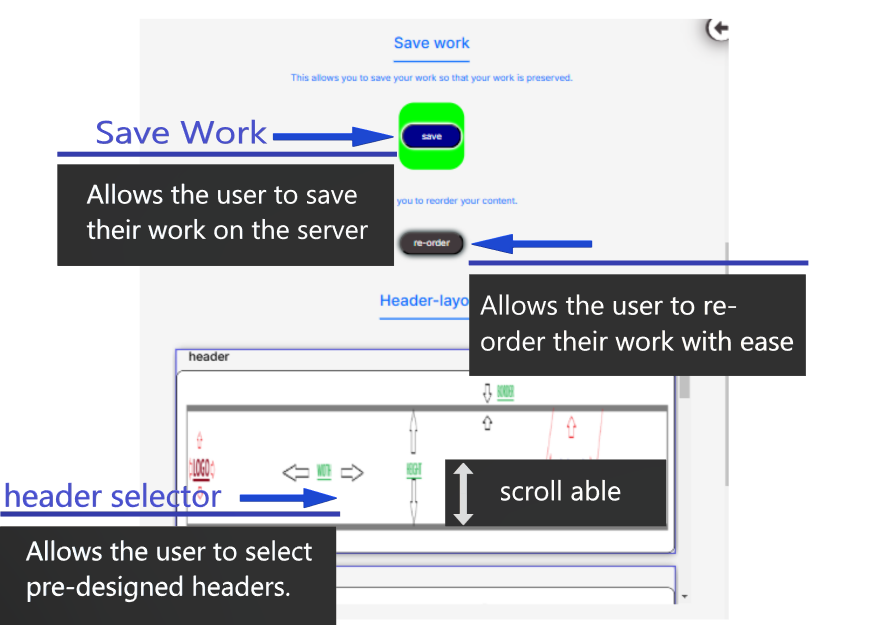 Save work
This allows you to save your work so that your work is preserved.
Save Work
save
Allows the user to save
their work on the server
you to reorder your content.
re-order
Allows the user to re-
order their work with ease
Header-layo
header
BORDER
LOGO
WIDTH
HEIGHT
scroll able
header selector
Allows the user to select
pre-designed headers.